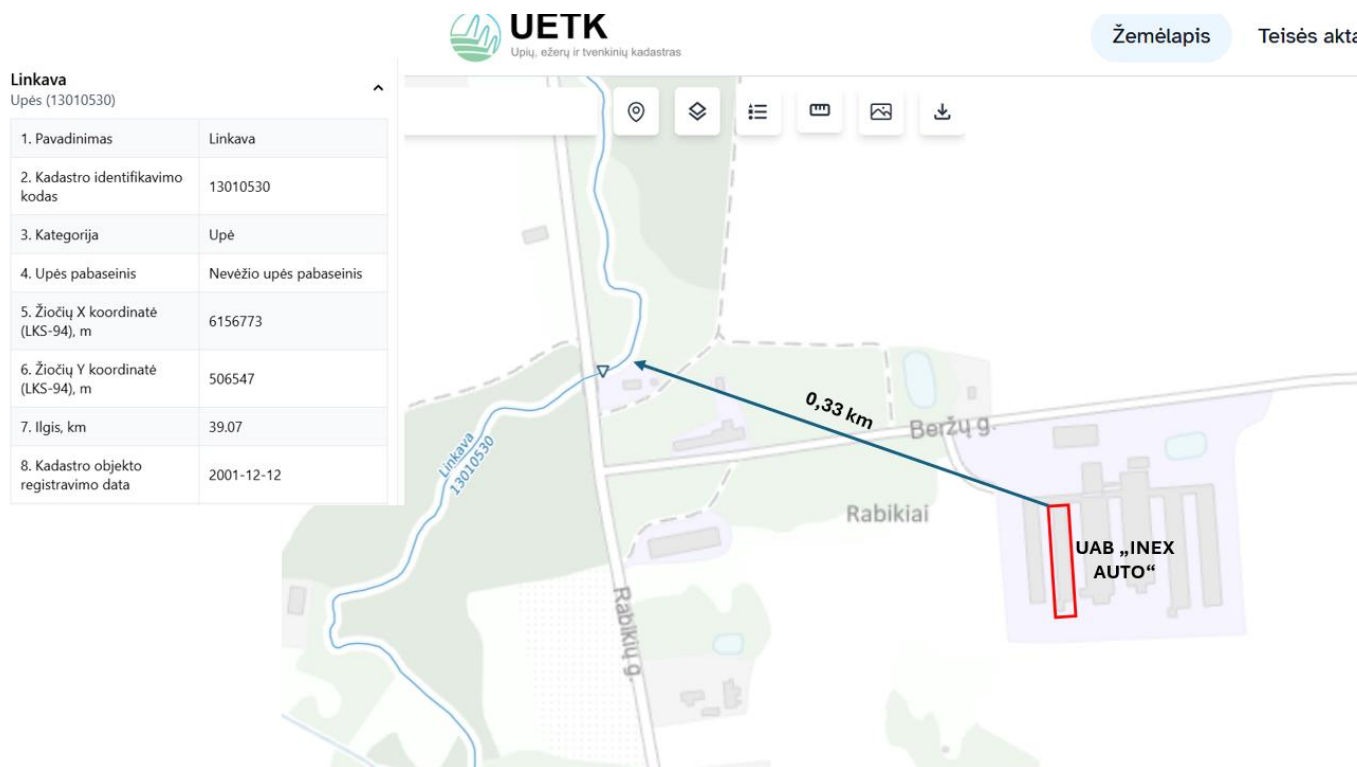 UETK
Upių, ežerų ir tvenkinių kadastras
Žemėlapis
Teisės akta
Linkava
Upės (13010530)
1. Pavadinimas
Linkava
2. Kadastro identifikavimo
kodas
13010530
3. Kategorija
Upė
4. Upės pabaseinis
Nevėžio upės pabaseinis
5. Žiočių X koordinatė
(LKS-94), m
6156773
6. Žiočių Y koordinatė
(LKS-94), m
506547
7. Ilgis, km
39.07
8. Kadastro objekto
registravimo data
2001-12-12
0,33 km
Beržų g.
Linkava
13010530
Rabikiai
UAB „INEX
AUTO“
Rabikių g.